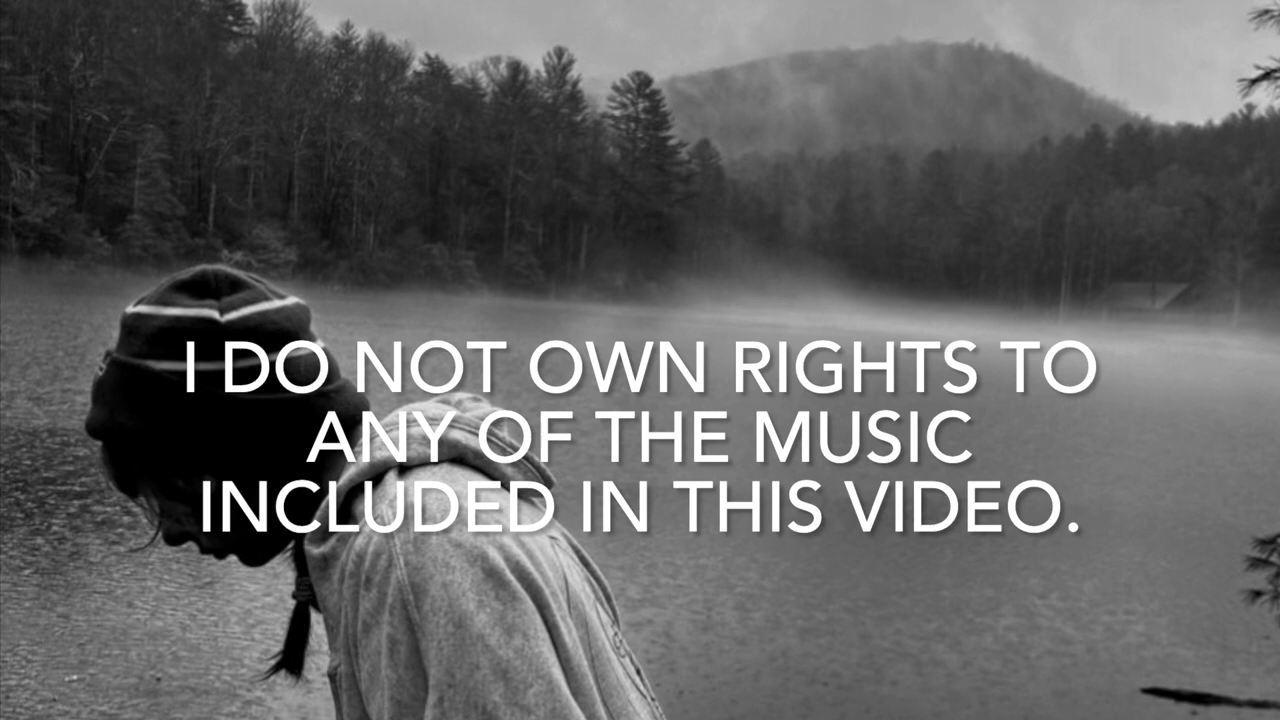 I DO NOT OWN RIGHTS TO
ANY OF THE MUSIC
INCLUDED IN THIS VIDEO.